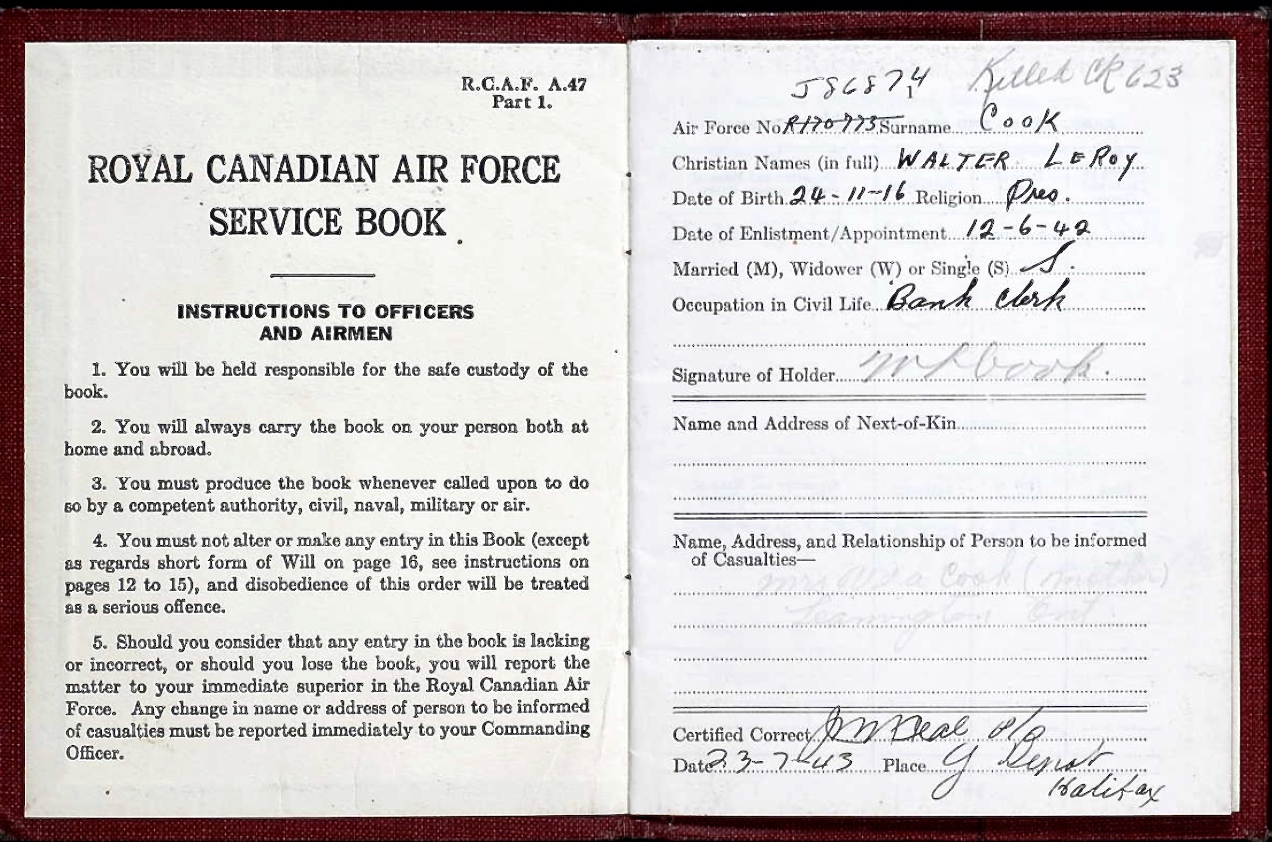 R.C.A.F. A.47
Part 1.
ROYAL CANADIAN AIR FORCE
SERVICE BOOK
INSTRUCTIONS TO OFFICERS
AND AIRMEN
1. You will be held responsible for the safe custody of the
book.
2. You will always carry the book on your person both at
home and abroad.
3. You must produce the book whenever called upon to do
so by a competent authority, civil, naval, military or air.
4. You must not alter or make any entry in this Book (except
as regards short form of Will on page 16, see instructions on
pages 12 to 15), and disobedience of this order will be treated
as a serious offence.
5. Should you consider that any entry in the book is lacking
or incorrect, or should you lose the book, you will report the
matter to your immediate superior in the Royal Canadian Air
Force. Any change in name or address of person to be informed
of casualties must be reported immediately to your Commanding
Officer.
J86874 Killed CR 623
Air Force No. R170773 Surname Cook
Christian Names (in full) WALTER LEROY
Date of Birth 24-11-16 Religion Pres.
Date of Enlistment/Appointment 12-6-42
Married (M), Widower (W) or Single (S) S.
Occupation in Civil Life Bank Clerk
Signature of Holder W L Cook.
Name and Address of Next-of-Kin
Name, Address, and Relationship of Person to be informed
of Casualties—
Mrs Cook (mother)
Leamington Ont.
Certified Correct
Date 23-7-43 Place Y Depot
Halifax